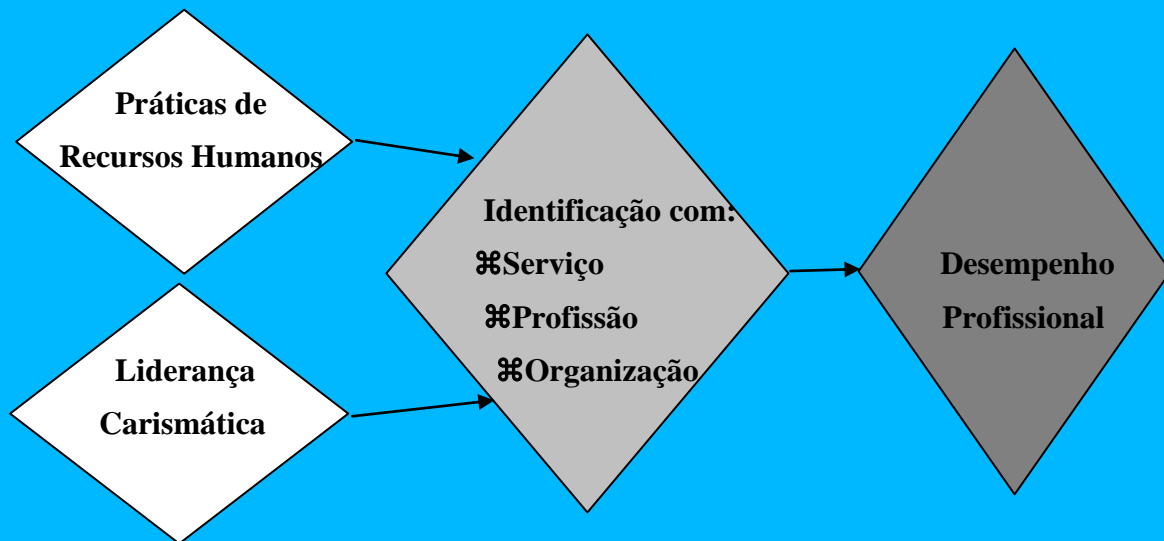 Práticas de
Recursos Humanos
Liderança
Carismática
Identificação com:
⌘Serviço
⌘Profissão
⌘Organização
Desempenho
Profissional